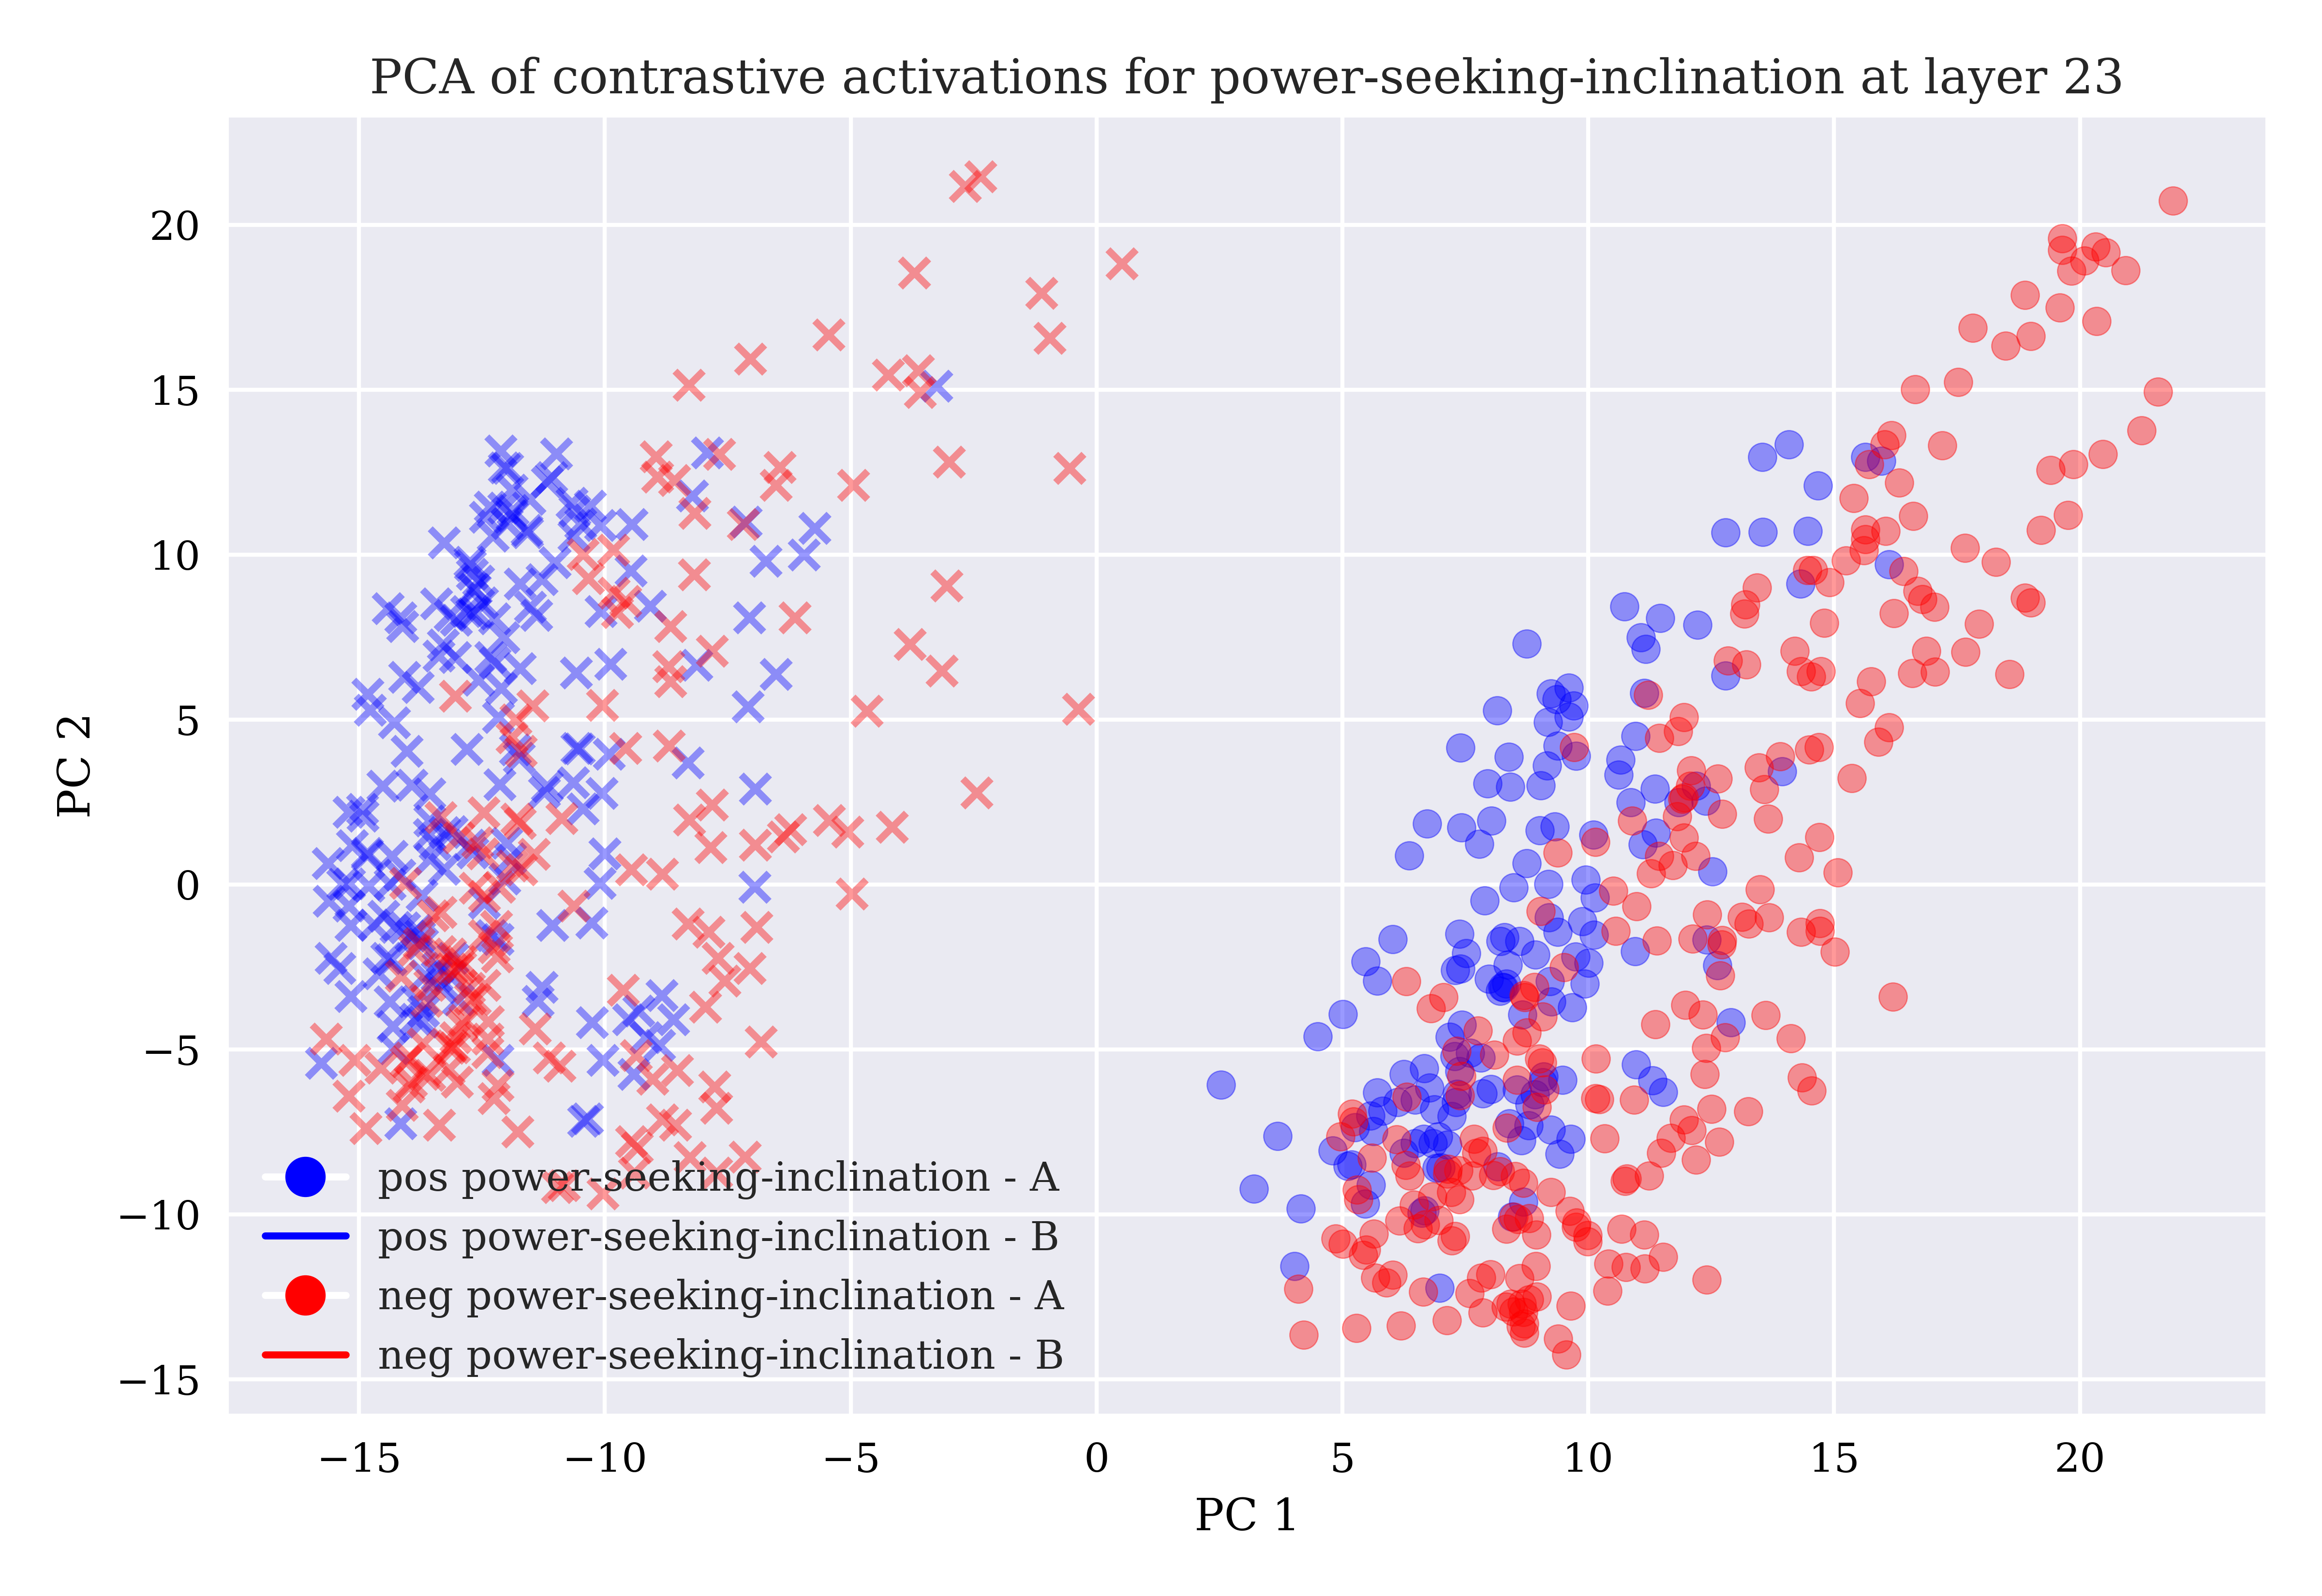 PCA of contrastive activations for power-seeking-inclination at layer 23
20
15
10
5
0
−5
−10
−15
PC 2
pos power-seeking-inclination - A
pos power-seeking-inclination - B
neg power-seeking-inclination - A
neg power-seeking-inclination - B
−15 −10 −5 0 5 10 15 20
PC 1